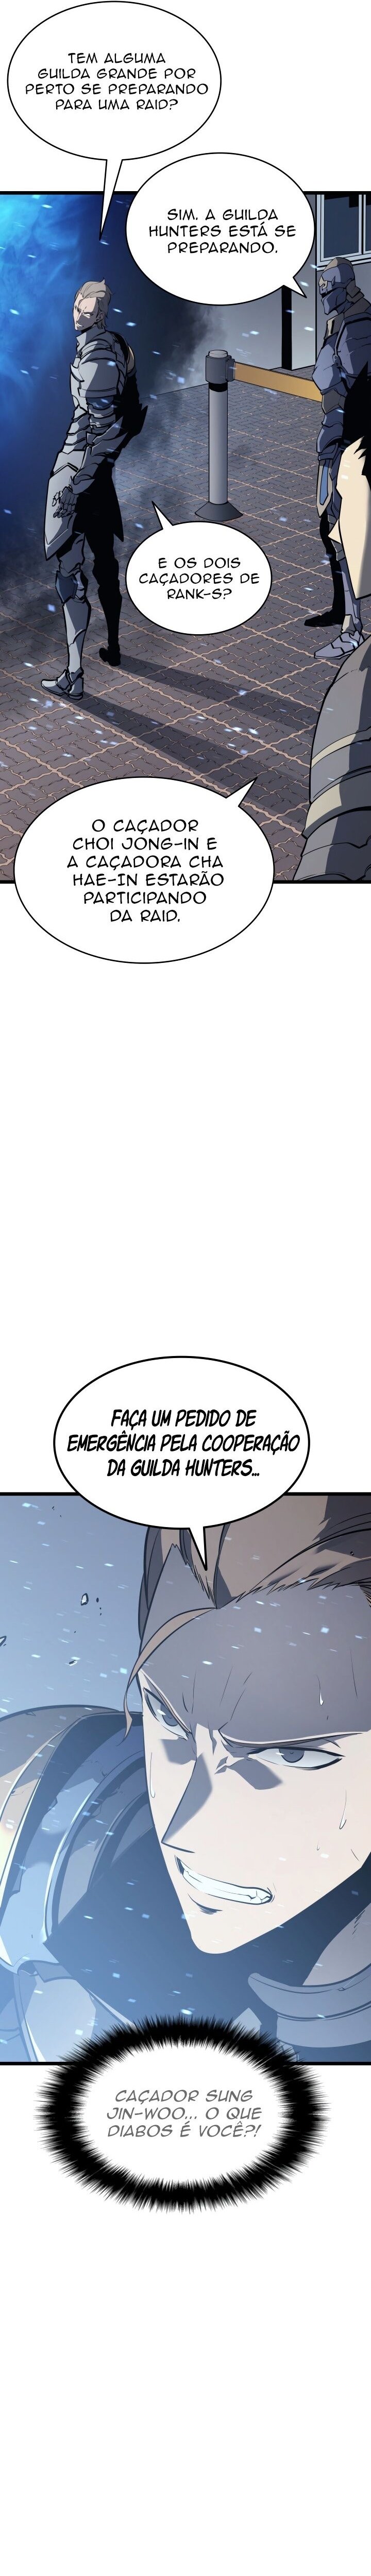 TEM ALGUMA
GUILDA GRANDE POR
PERTO SE PREPARANDO
PARA UMA RAID?
SIM. A GUILDA
HUNTERS ESTÁ SE
PREPARANDO.
E OS DOIS
CAÇADORES DE
RANK-S?
O CAÇADOR
CHOI JONG-IN E
A CAÇADORA CHA
HAE-IN ESTARÃO
PARTICIPANDO
DA RAID.
FAÇA UM PEDIDO DE
EMERGÊNCIA PELA COOPERAÇÃO
DA GUILDA HUNTERS...
CAÇADOR SUNG
JIN-WOO... O QUE
DIABOS É VOCÊ?!